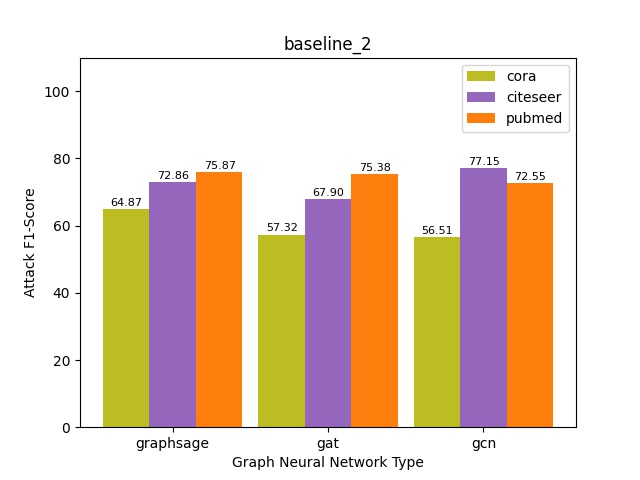 baseline_2
cora
citeseer
pubmed
100
80
60
40
20
0
Attack F1-Score
64.87
72.86
75.87
57.32
67.90
75.38
56.51
77.15
72.55
graphsage
gat
gcn
Graph Neural Network Type